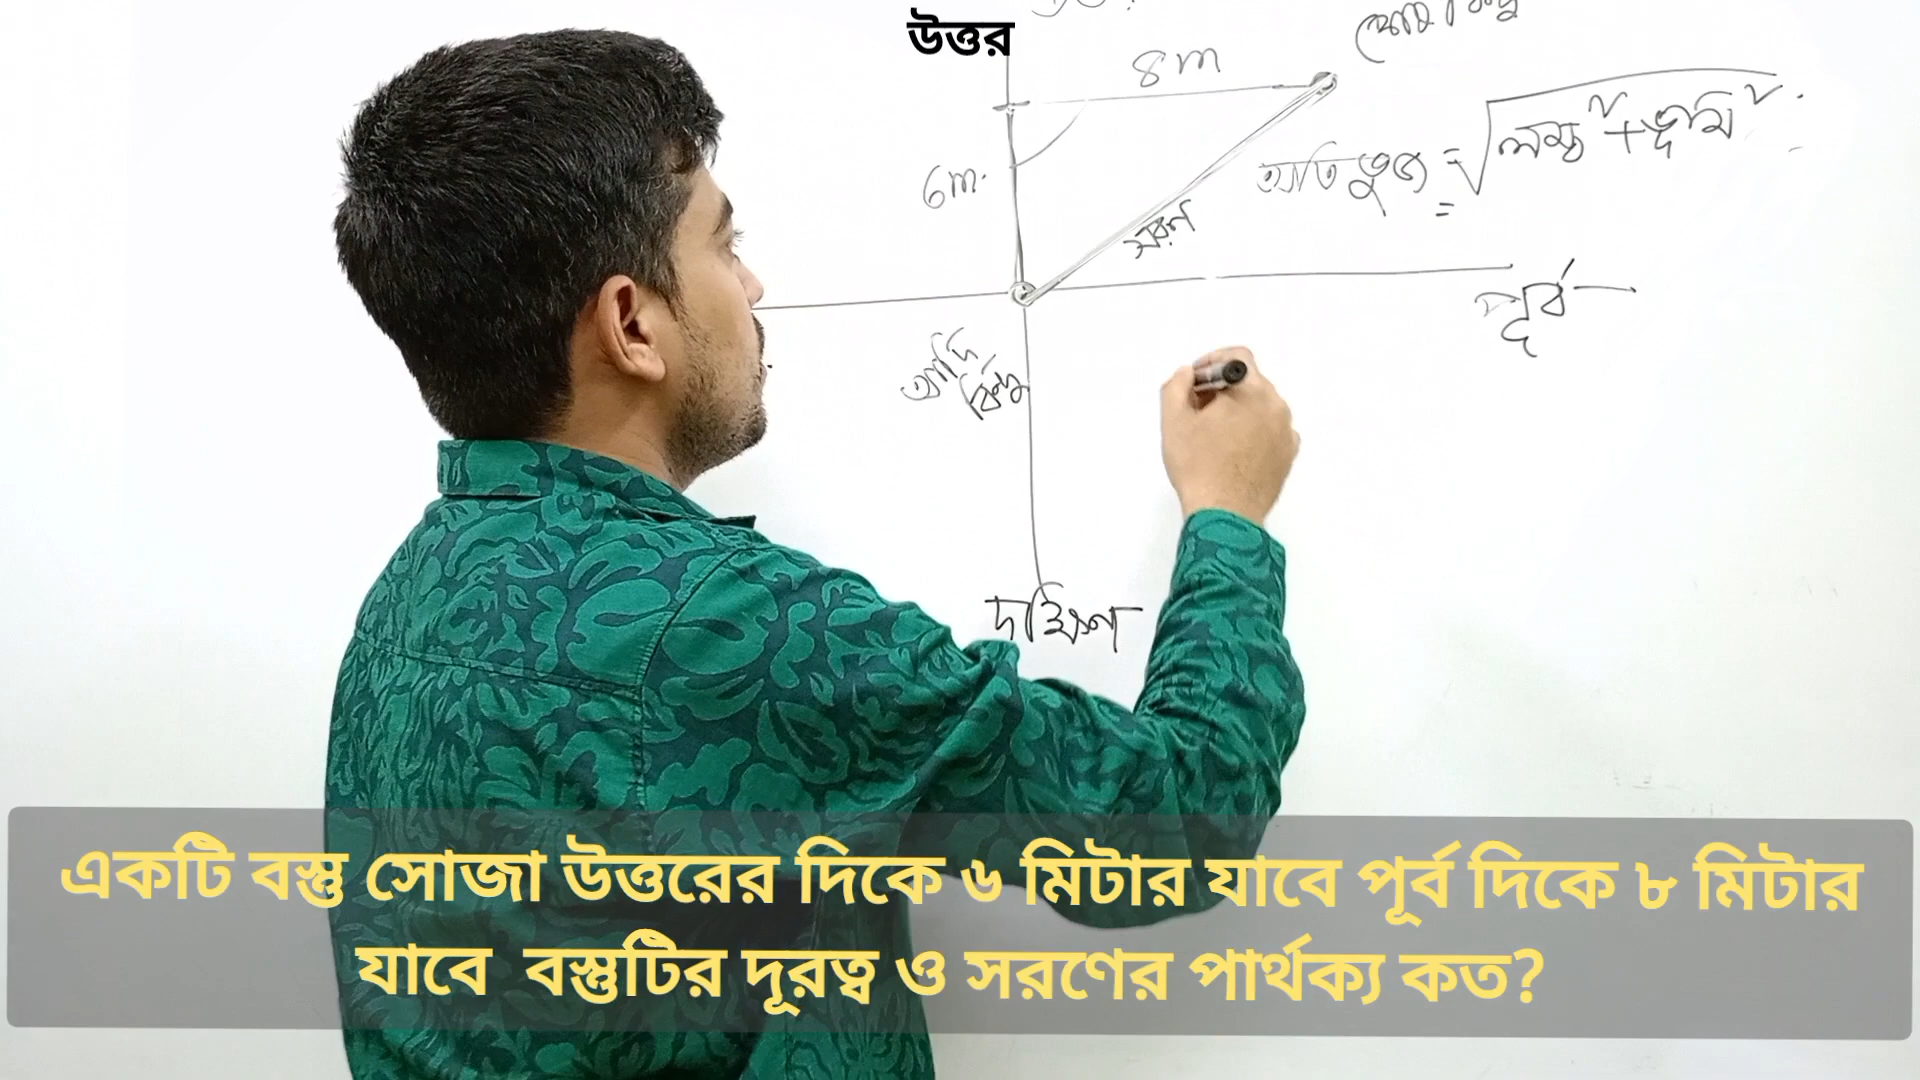 উত্তর
8m
6m.
অতিভুজ = √লম্ব² + ভূমি²
=
সরণ
পূর্ব
আদি
বিন্দু
দক্ষিণ
একটি বস্তু সোজা উত্তরের দিকে ৬ মিটার যাবে পূর্ব দিকে ৮ মিটার
যাবে বস্তুটির দূরত্ব ও সরণের পার্থক্য কত?